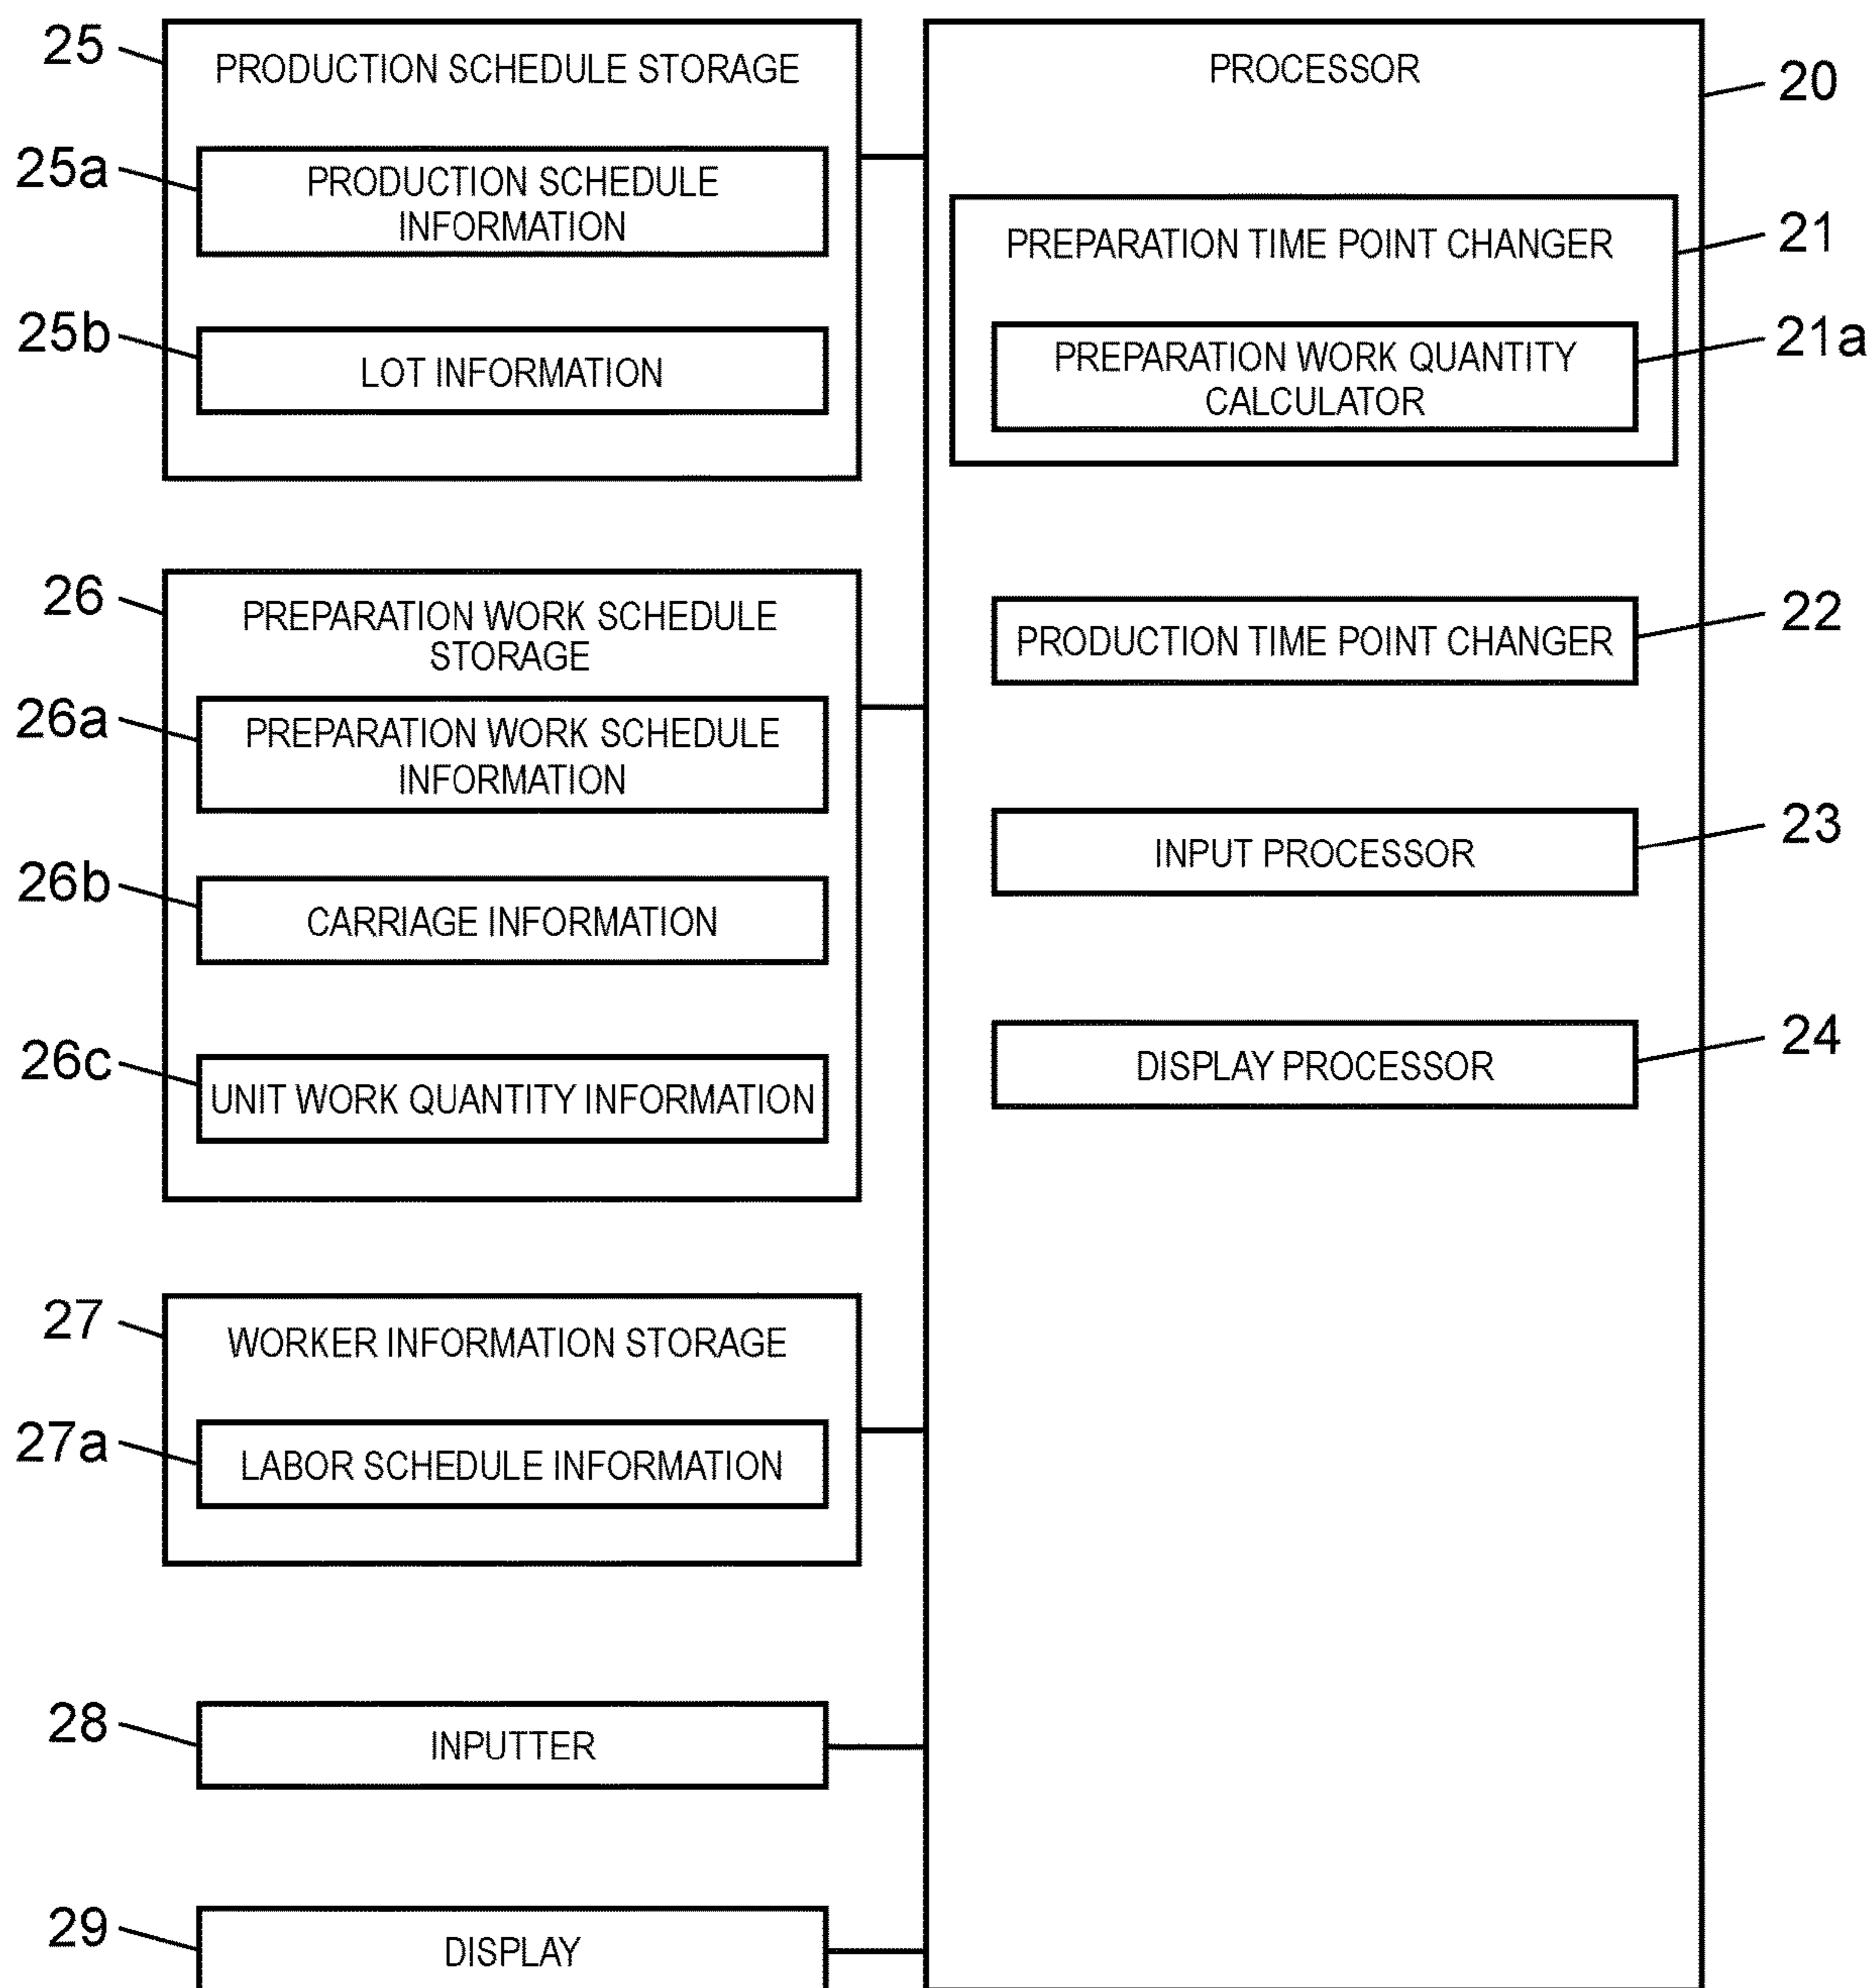 25
PRODUCTION SCHEDULE STORAGE
25a
PRODUCTION SCHEDULE
INFORMATION
25b
LOT INFORMATION
26
PREPARATION WORK SCHEDULE
STORAGE
26a
PREPARATION WORK SCHEDULE
INFORMATION
26b
CARRIAGE INFORMATION
26c
UNIT WORK QUANTITY INFORMATION
27
WORKER INFORMATION STORAGE
27a
LABOR SCHEDULE INFORMATION
28
INPUTTER
29
DISPLAY
PROCESSOR
20
PREPARATION TIME POINT CHANGER
21
PREPARATION WORK QUANTITY
CALCULATOR
21a
PRODUCTION TIME POINT CHANGER
22
INPUT PROCESSOR
23
DISPLAY PROCESSOR
24